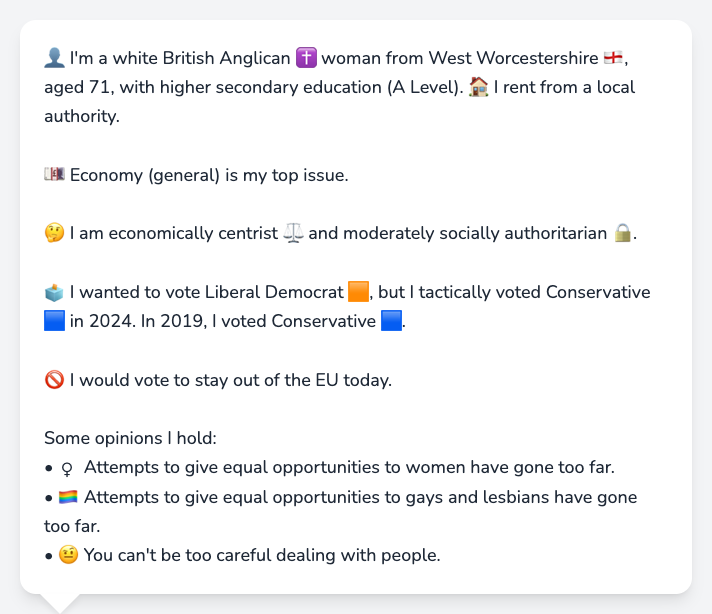 👤 I'm a white British Anglican ✝️ woman from West Worcestershire 🏴󠁧󠁢󠁥󠁮󠁧󠁿,
aged 71, with higher secondary education (A Level). 🏠 I rent from a local
authority.
💷 Economy (general) is my top issue.
🤔 I am economically centrist ⚖️ and moderately socially authoritarian 🔒.
🗳️ I wanted to vote Liberal Democrat 🟧, but I tactically voted Conservative
🟦 in 2024. In 2019, I voted Conservative 🟦.
🚫 I would vote to stay out of the EU today.
Some opinions I hold:
• ♀ Attempts to give equal opportunities to women have gone too far.
• 🏳️‍🌈 Attempts to give equal opportunities to gays and lesbians have gone
too far.
• 🤨 You can't be too careful dealing with people.